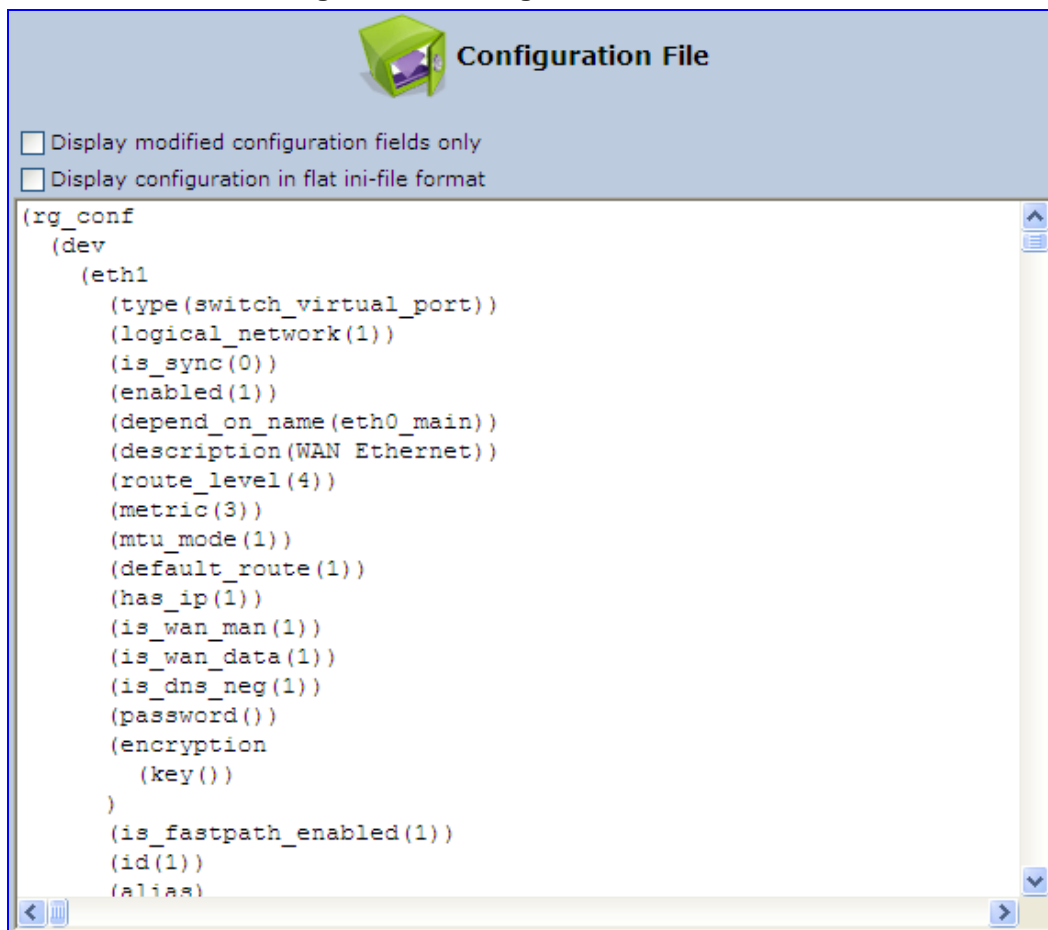 Configuration File
Display modified configuration fields only
Display configuration in flat ini-file format
(rg_conf
  (dev
    (eth1
      (type(switch_virtual_port))
      (logical_network(1))
      (is_sync(0))
      (enabled(1))
      (depend_on_name(eth0_main))
      (description(WAN Ethernet))
      (route_level(4))
      (metric(3))
      (mtu_mode(1))
      (default_route(1))
      (has_ip(1))
      (is_wan_man(1))
      (is_wan_data(1))
      (is_dns_neg(1))
      (password())
      (encryption
        (key())
      )
      (is_fastpath_enabled(1))
      (id(1))
      (alias)